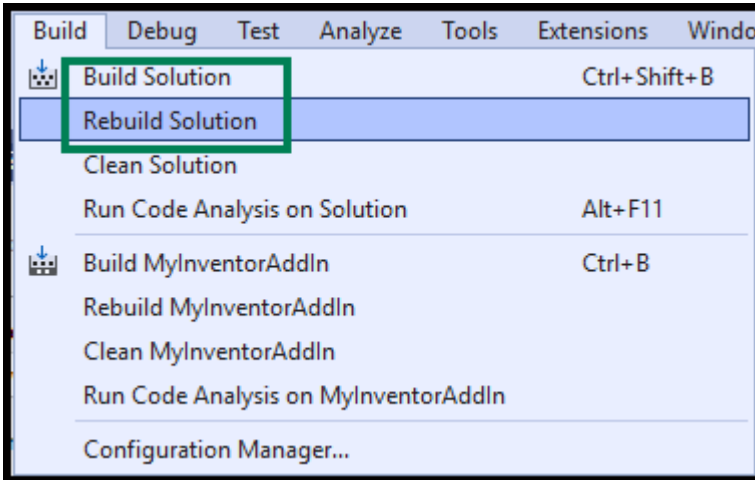 Build Debug Test Analyze Tools Extensions Windo
Build Solution Ctrl+Shift+B
Rebuild Solution
Clean Solution
Run Code Analysis on Solution Alt+F11
Build MyInventorAddIn Ctrl+B
Rebuild MyInventorAddIn
Clean MyInventorAddIn
Run Code Analysis on MyInventorAddIn
Configuration Manager...